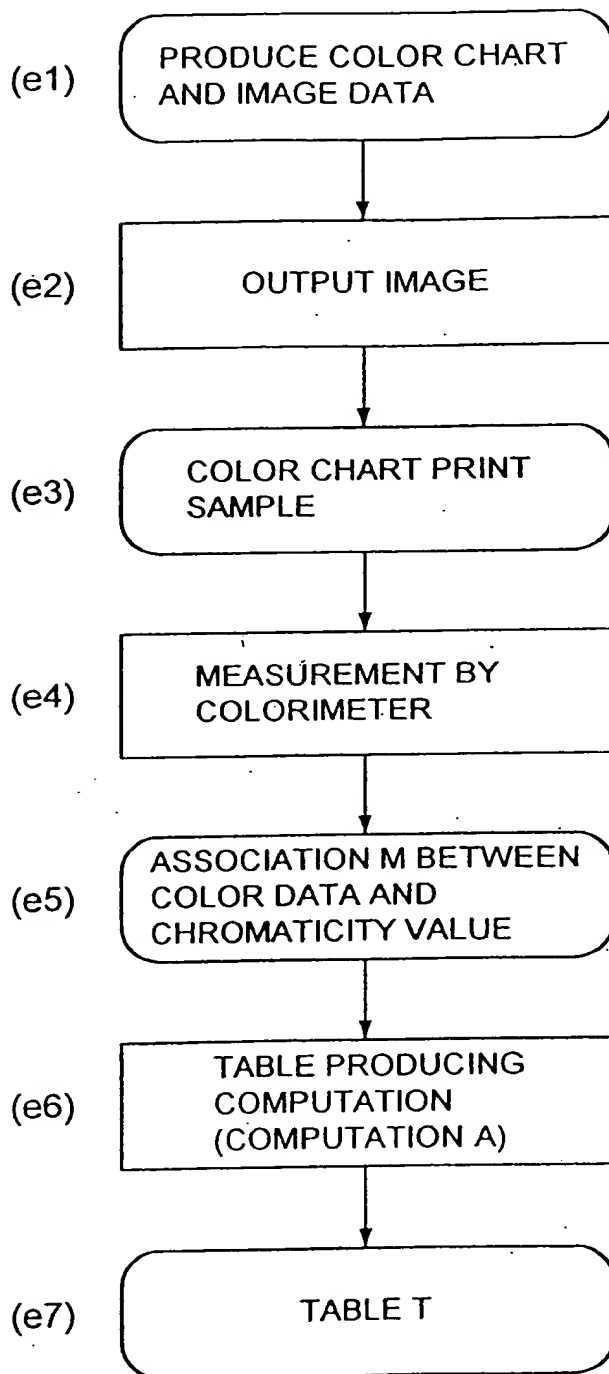 (e1)
PRODUCE COLOR CHART
AND IMAGE DATA
(e2)
OUTPUT IMAGE
(e3)
COLOR CHART PRINT
SAMPLE
(e4)
MEASUREMENT BY
COLORIMETER
(e5)
ASSOCIATION M BETWEEN
COLOR DATA AND
CHROMATICITY VALUE
(e6)
TABLE PRODUCING
COMPUTATION
(COMPUTATION A)
(e7)
TABLE T